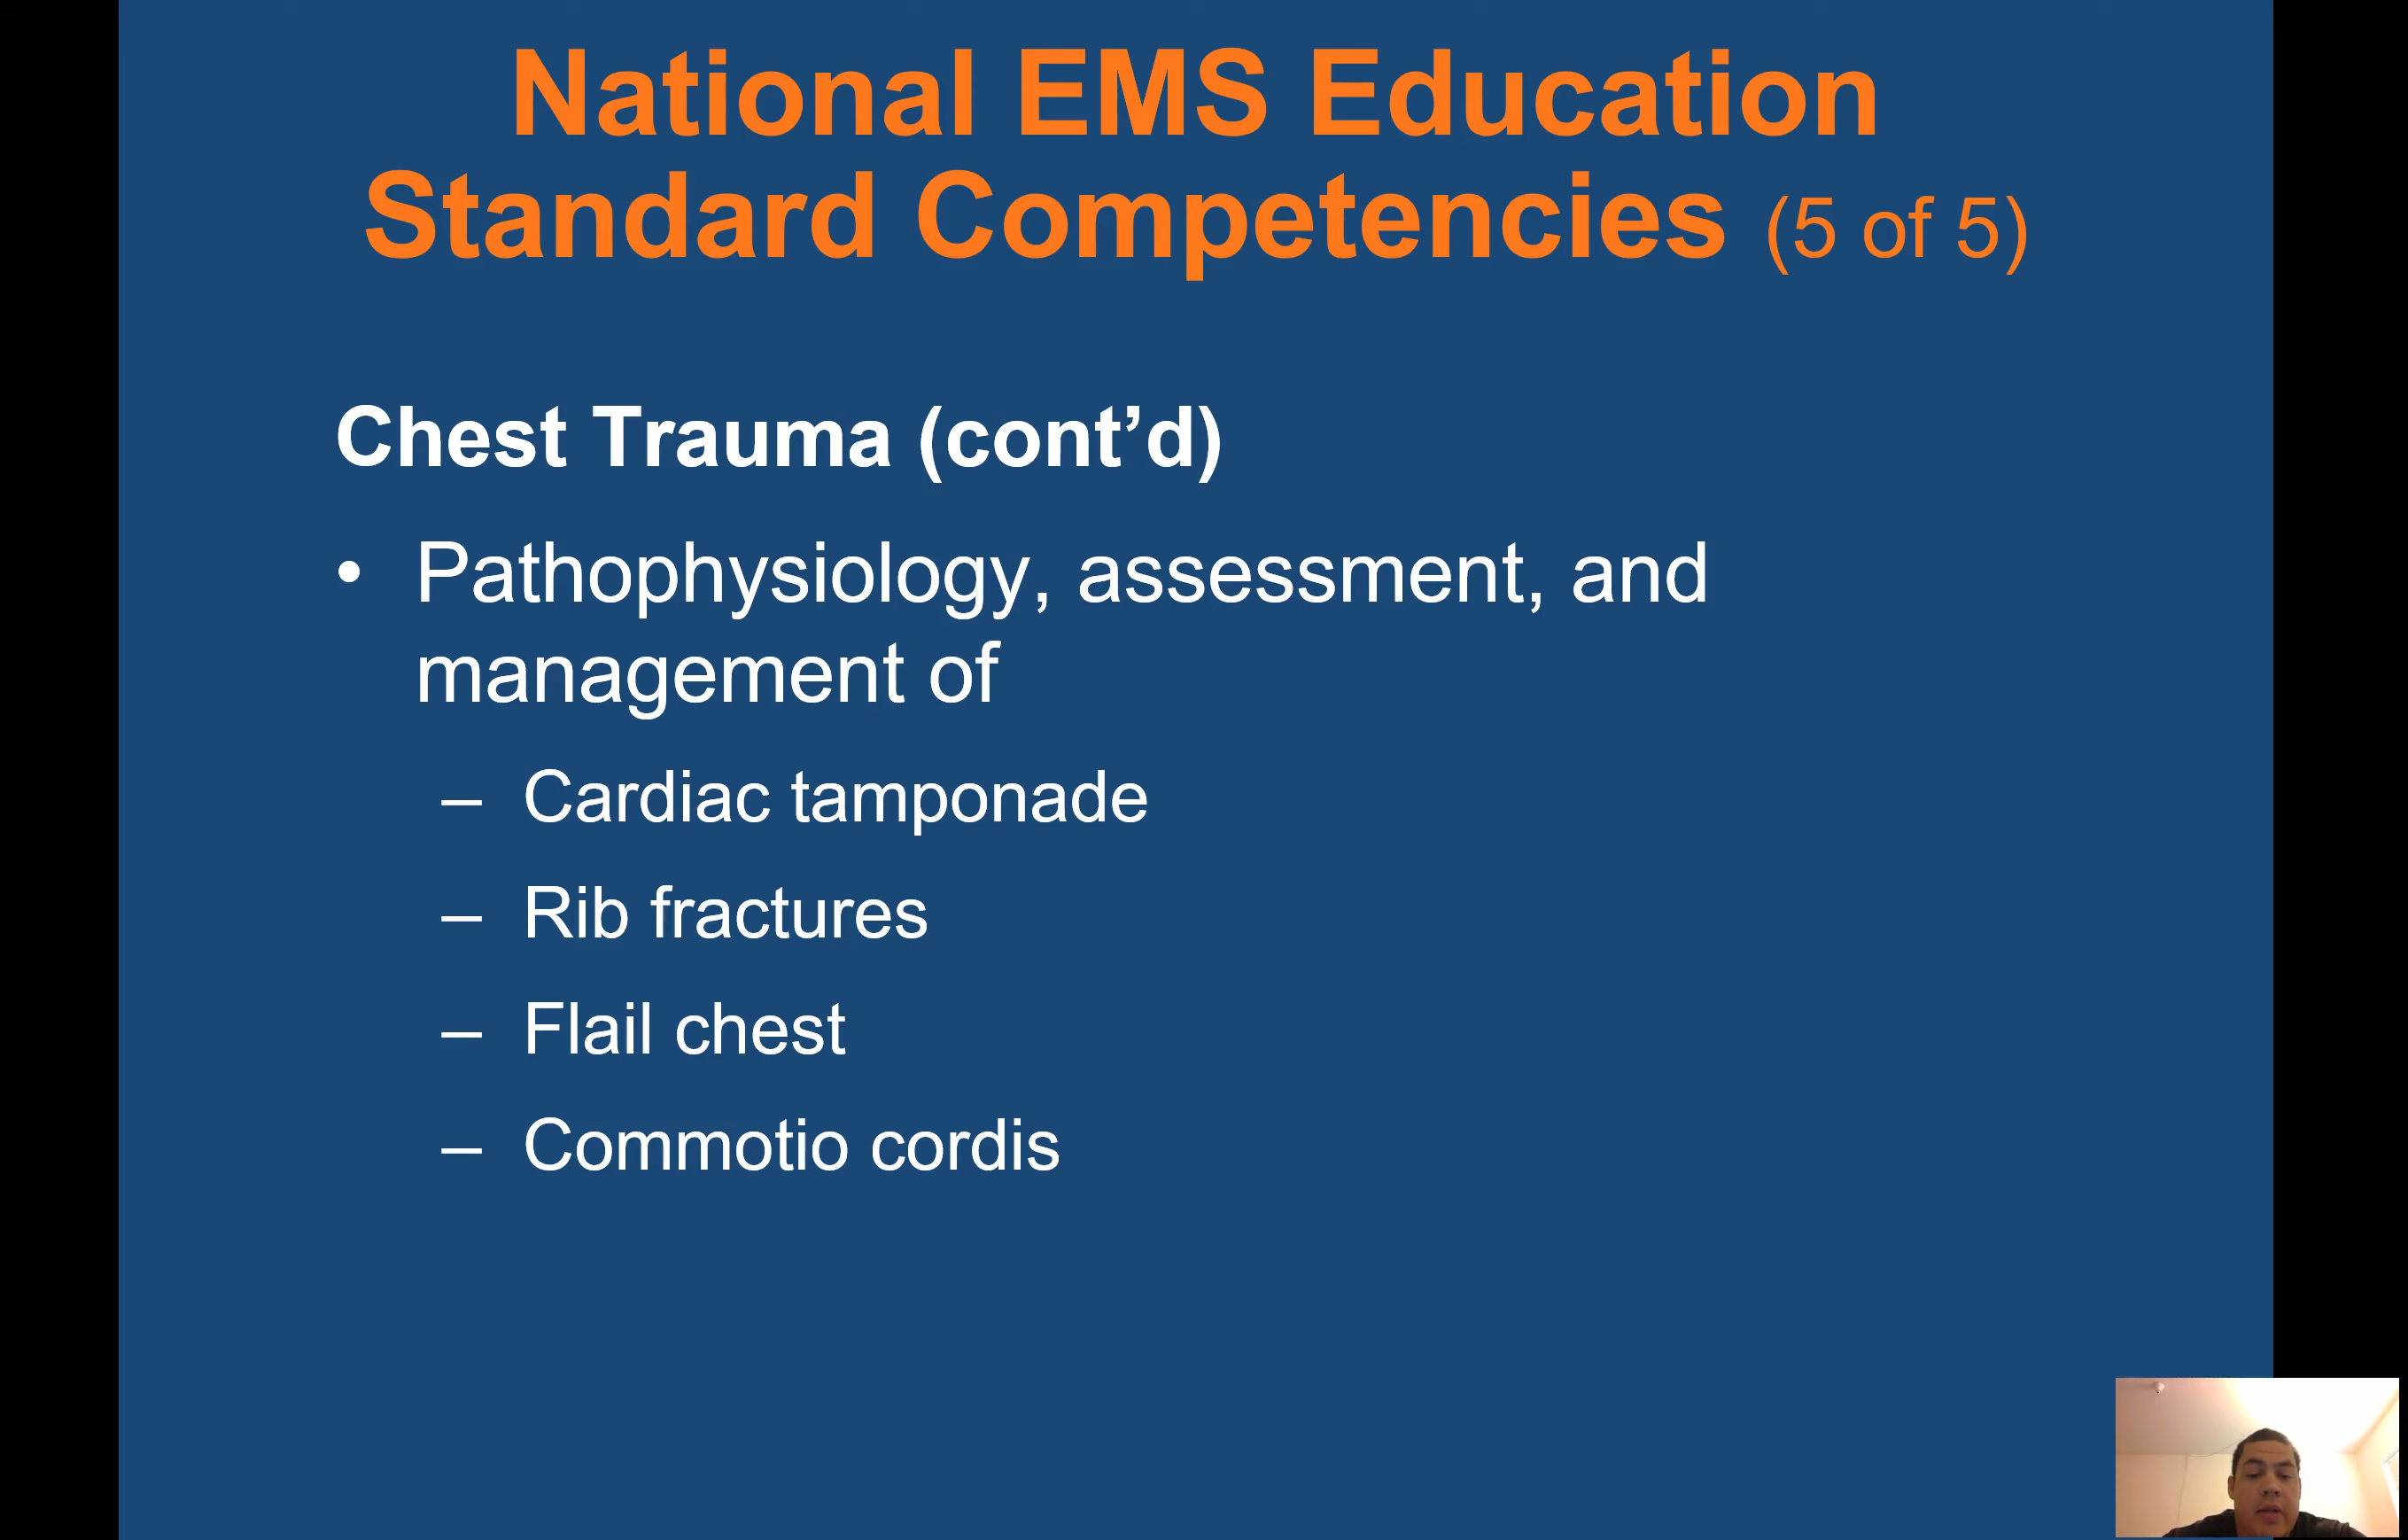 National EMS Education
Standard Competencies (5 of 5)
Chest Trauma (cont’d)
• Pathophysiology, assessment, and
management of
– Cardiac tamponade
– Rib fractures
– Flail chest
– Commotio cordis